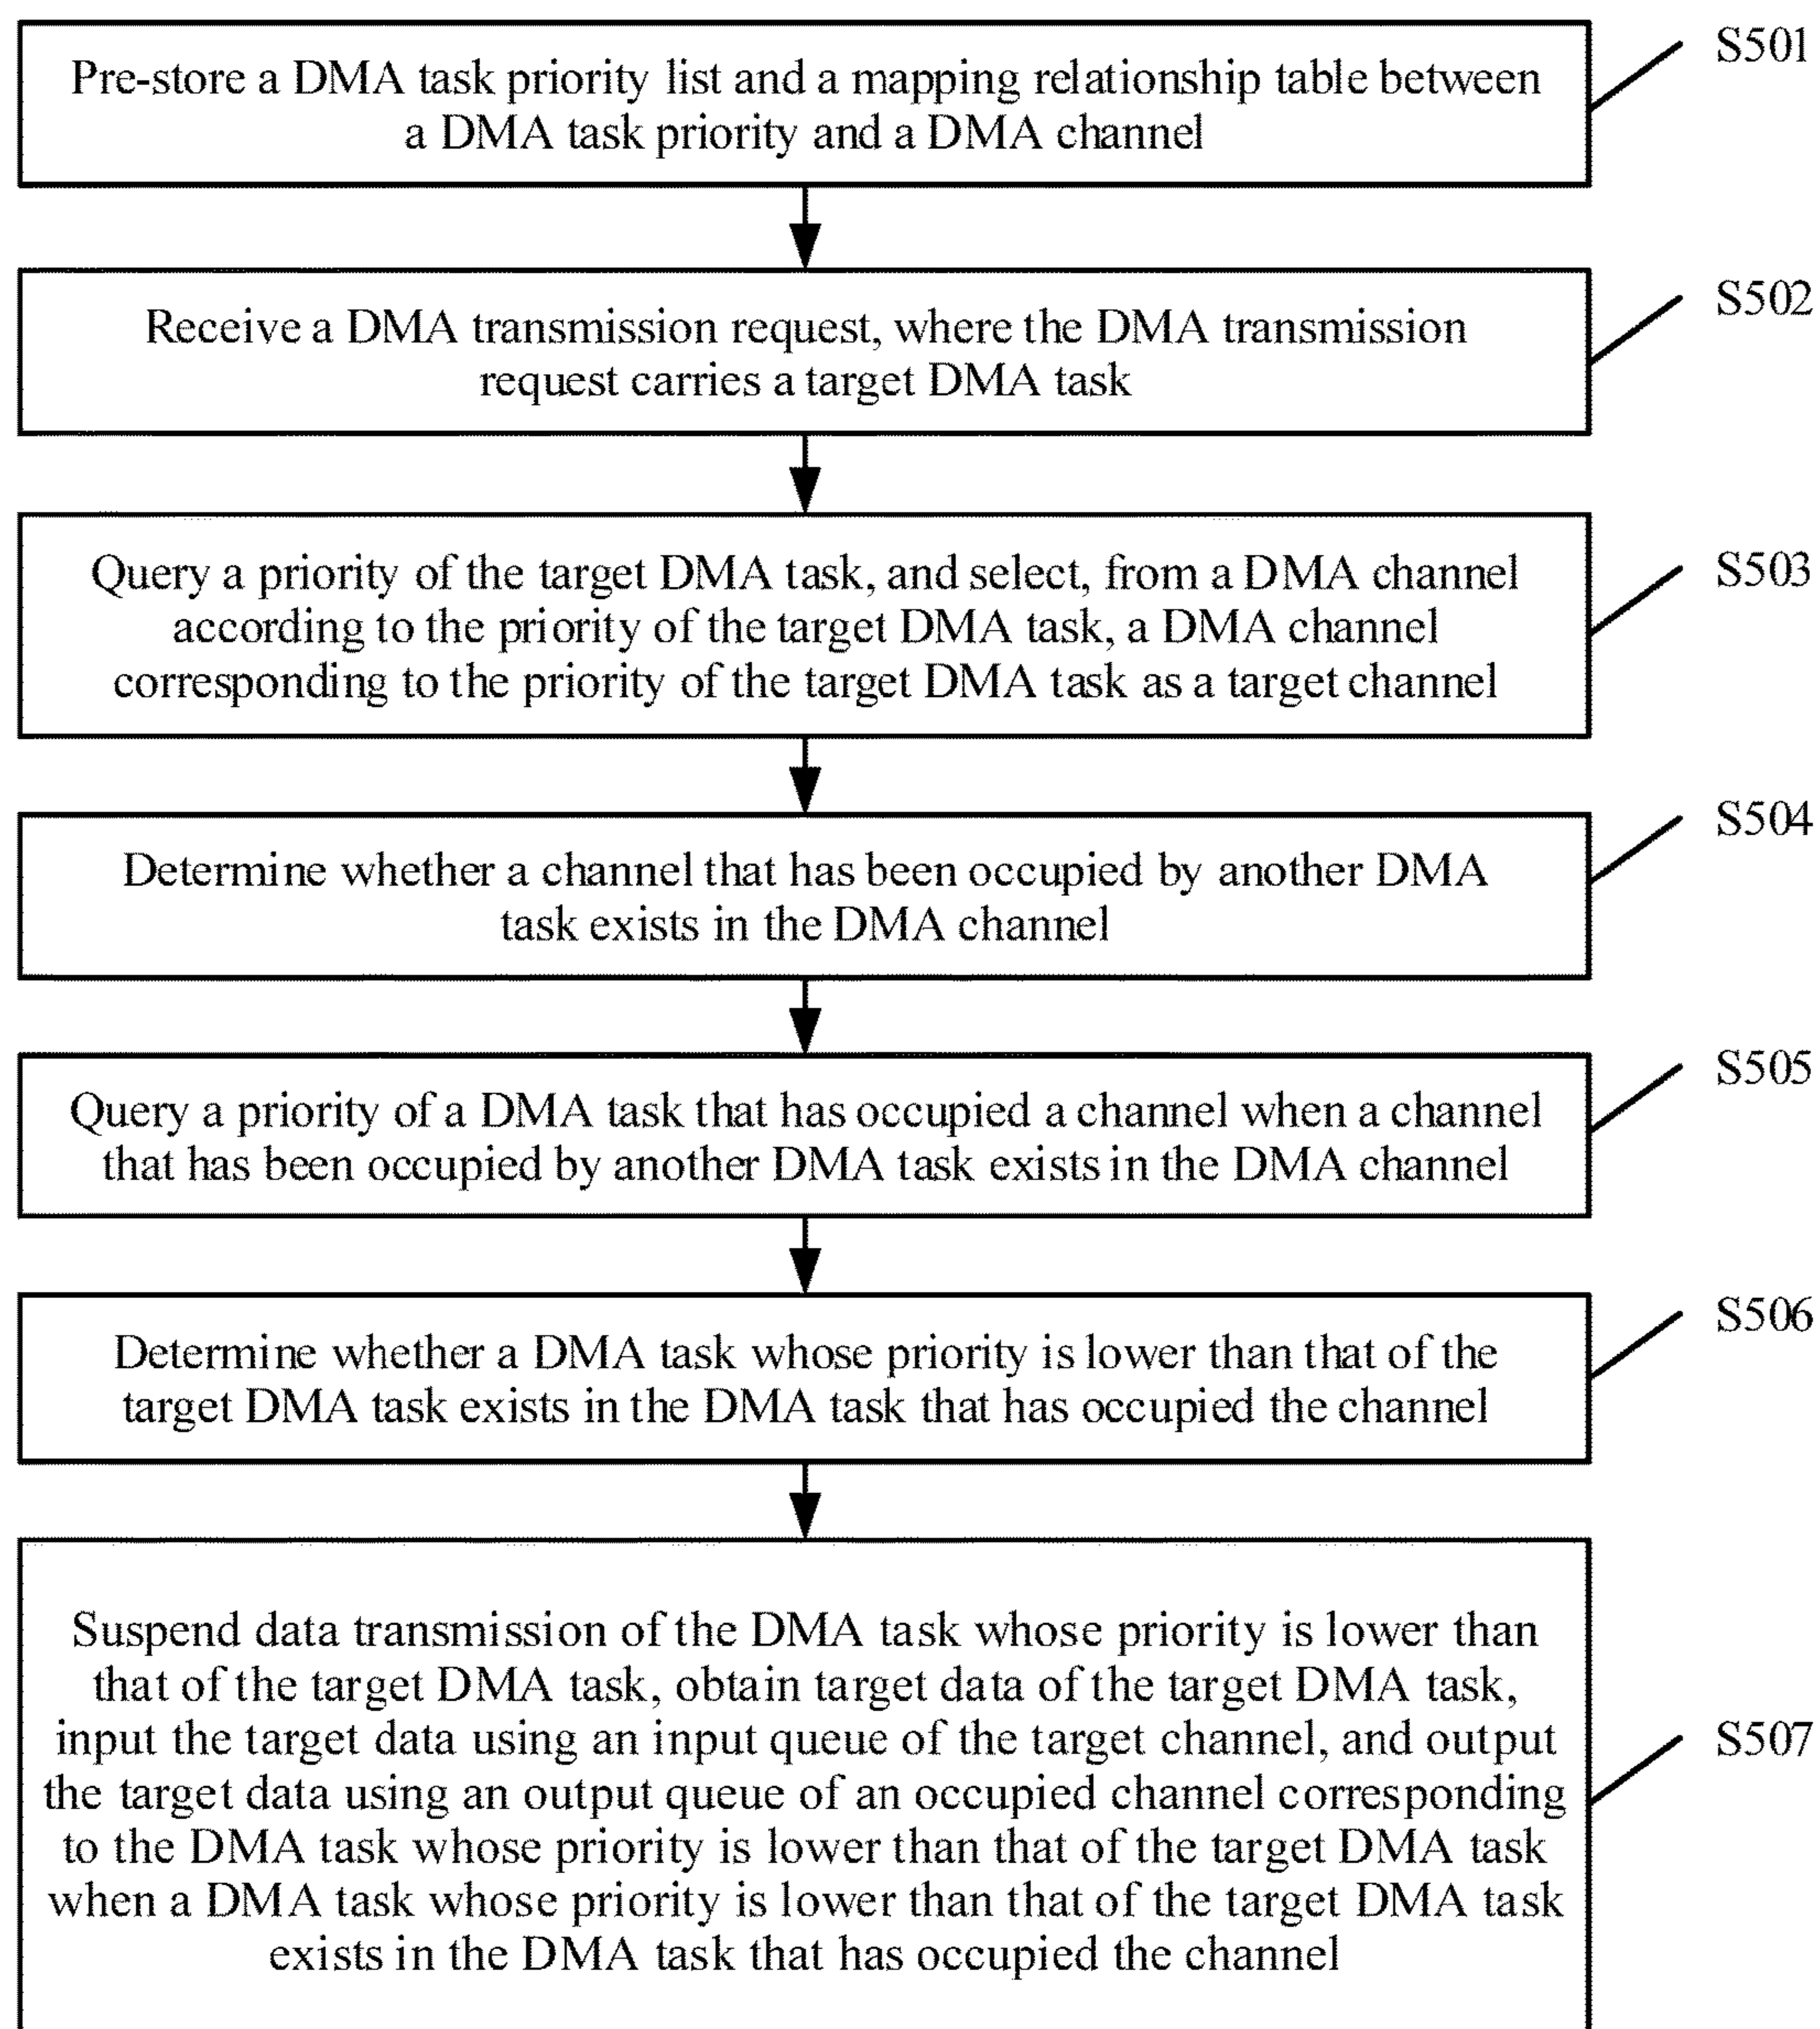 Pre-store a DMA task priority list and a mapping relationship table between
a DMA task priority and a DMA channel
S501
Receive a DMA transmission request, where the DMA transmission
request carries a target DMA task
S502
Query a priority of the target DMA task, and select, from a DMA channel
according to the priority of the target DMA task, a DMA channel
corresponding to the priority of the target DMA task as a target channel
S503
Determine whether a channel that has been occupied by another DMA
task exists in the DMA channel
S504
Query a priority of a DMA task that has occupied a channel when a channel
that has been occupied by another DMA task exists in the DMA channel
S505
Determine whether a DMA task whose priority is lower than that of the
target DMA task exists in the DMA task that has occupied the channel
S506
Suspend data transmission of the DMA task whose priority is lower than
that of the target DMA task, obtain target data of the target DMA task,
input the target data using an input queue of the target channel, and output
the target data using an output queue of an occupied channel corresponding
to the DMA task whose priority is lower than that of the target DMA task
when a DMA task whose priority is lower than that of the target DMA task
exists in the DMA task that has occupied the channel
S507